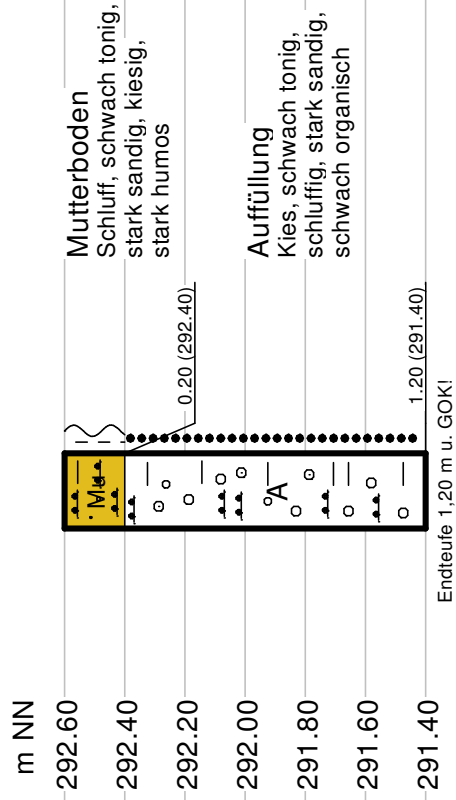 m NN
292.60
292.40
292.20
292.00
291.80
291.60
291.40
Mu
A
0.20 (292.40)
1.20 (291.40)
Mutterboden
Schluff, schwach tonig,
stark sandig, kiesig,
stark humos
Auffüllung
Kies, schwach tonig,
schluffig, stark sandig,
schwach organisch
Endteufe 1,20 m u. GOK!